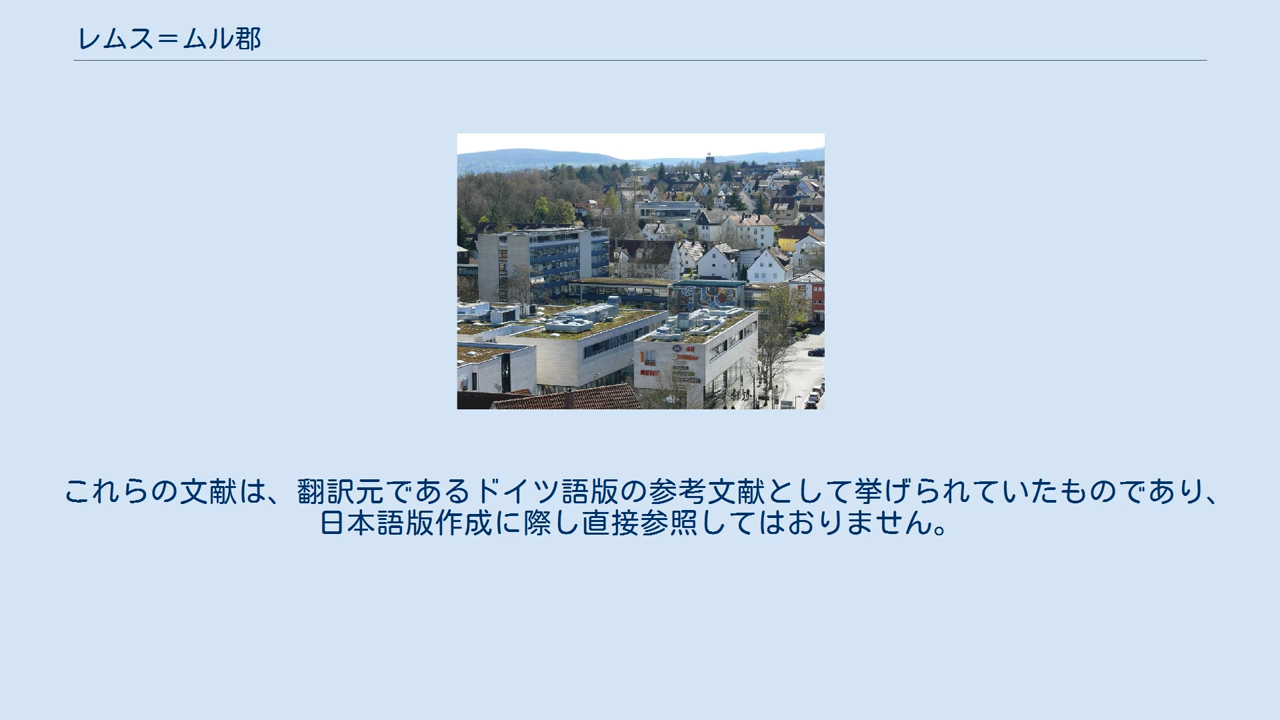 レムス＝ムル郡
これらの文献は、翻訳元であるドイツ語版の参考文献として挙げられていたものであり、
日本語版作成に際し直接参照してはおりません。